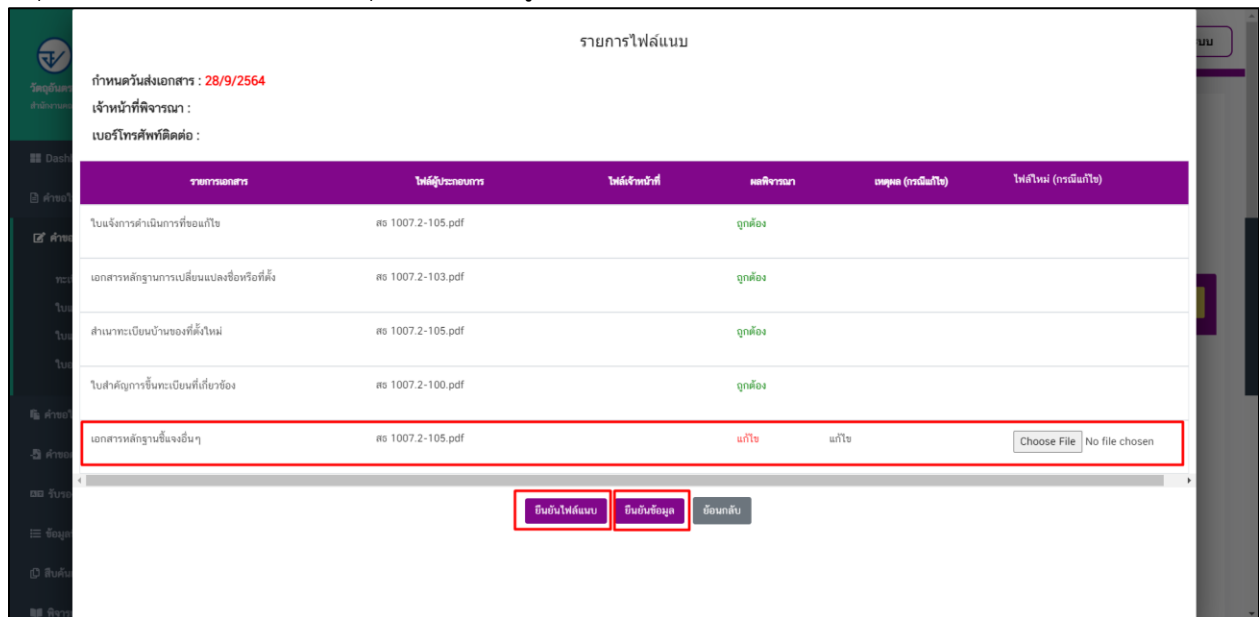 รายการไฟล์แนบ
กำหนดวันส่งเอกสาร : 28/9/2564
เจ้าหน้าที่พิจารณา :
เบอร์โทรศัพท์ติดต่อ :
รายการเอกสาร ไฟล์ผู้ประกอบการ ไฟล์เจ้าหน้าที่ ผลพิจารณา เหตุผล (กรณีแก้ไข) ไฟล์ใหม่ (กรณีแก้ไข)
ใบแจ้งการดำเนินการที่ขอแก้ไข สธ 1007.2-105.pdf ถูกต้อง
เอกสารหลักฐานการเปลี่ยนแปลงชื่อหรือที่ตั้ง สธ 1007.2-103.pdf ถูกต้อง
สำเนาทะเบียนบ้านของที่ตั้งใหม่ สธ 1007.2-105.pdf ถูกต้อง
ใบสำคัญการขึ้นทะเบียนที่เกี่ยวข้อง สธ 1007.2-100.pdf ถูกต้อง
เอกสารหลักฐานชี้แจงอื่นๆ สธ 1007.2-105.pdf แก้ไข แก้ไข Choose File No file chosen
ยืนยันไฟล์แนบ ยืนยันข้อมูล ย้อนกลับ